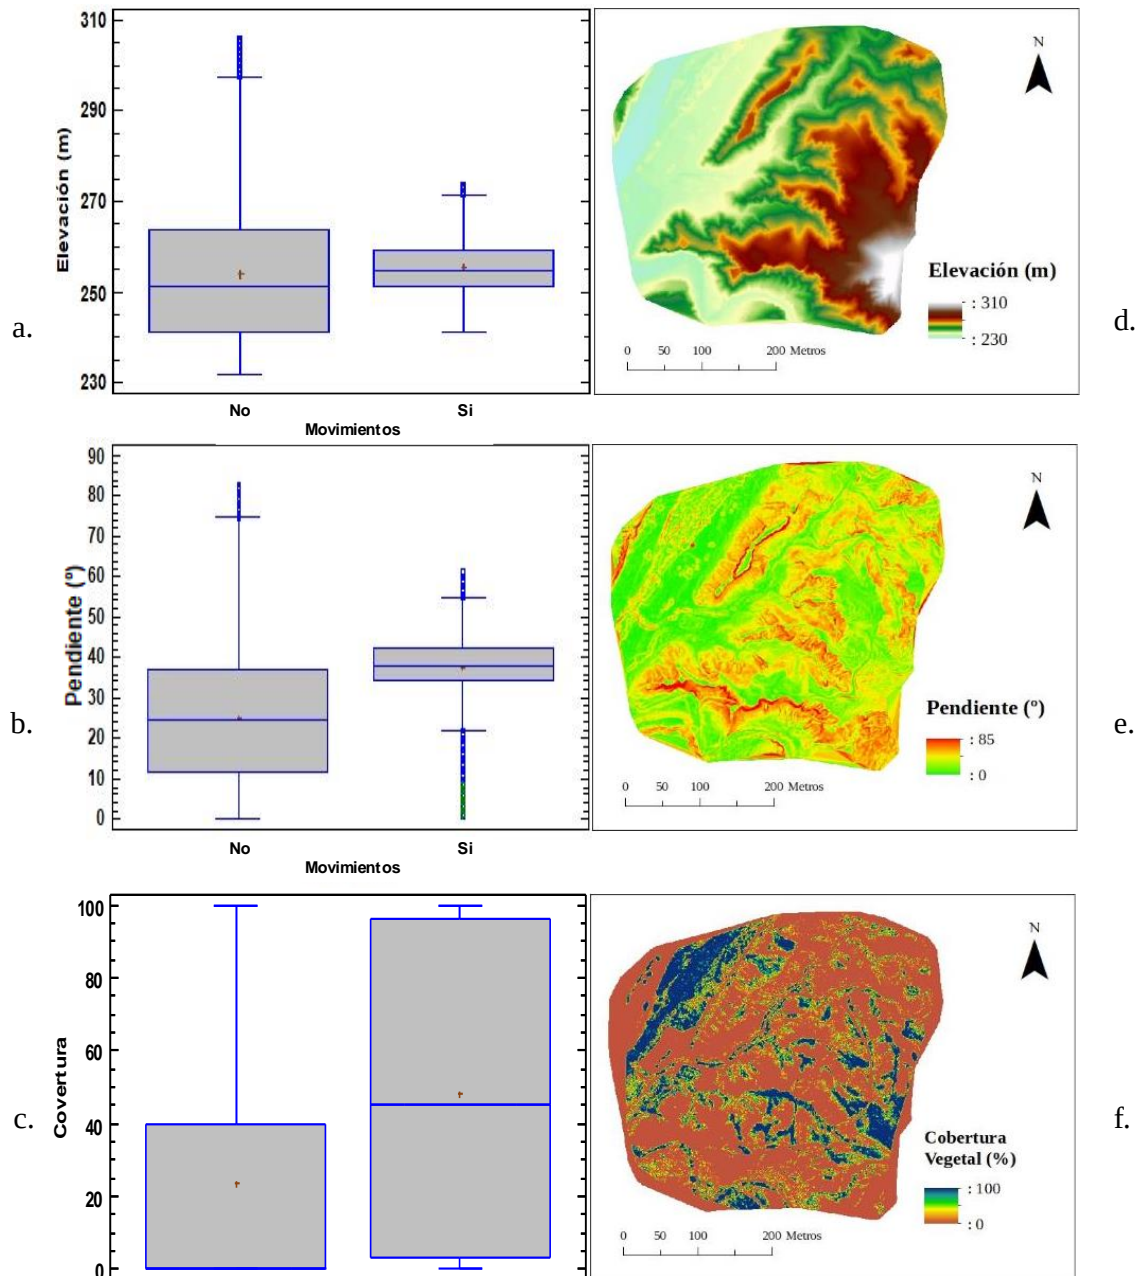 310
290
270
250
230
Elevación (m)
No
Si
Movimientos
a.
N
Elevación (m)
: 310
: 230
0 50 100 200 Metros
d.
90
80
70
60
50
40
30
20
10
0
Pendiente (º)
No
Si
Movimientos
b.
N
Pendiente (º)
: 85
: 0
0 50 100 200 Metros
e.
100
80
60
40
20
0
Covertura
c.
N
Cobertura
Vegetal (%)
: 100
: 0
0 50 100 200 Metros
f.